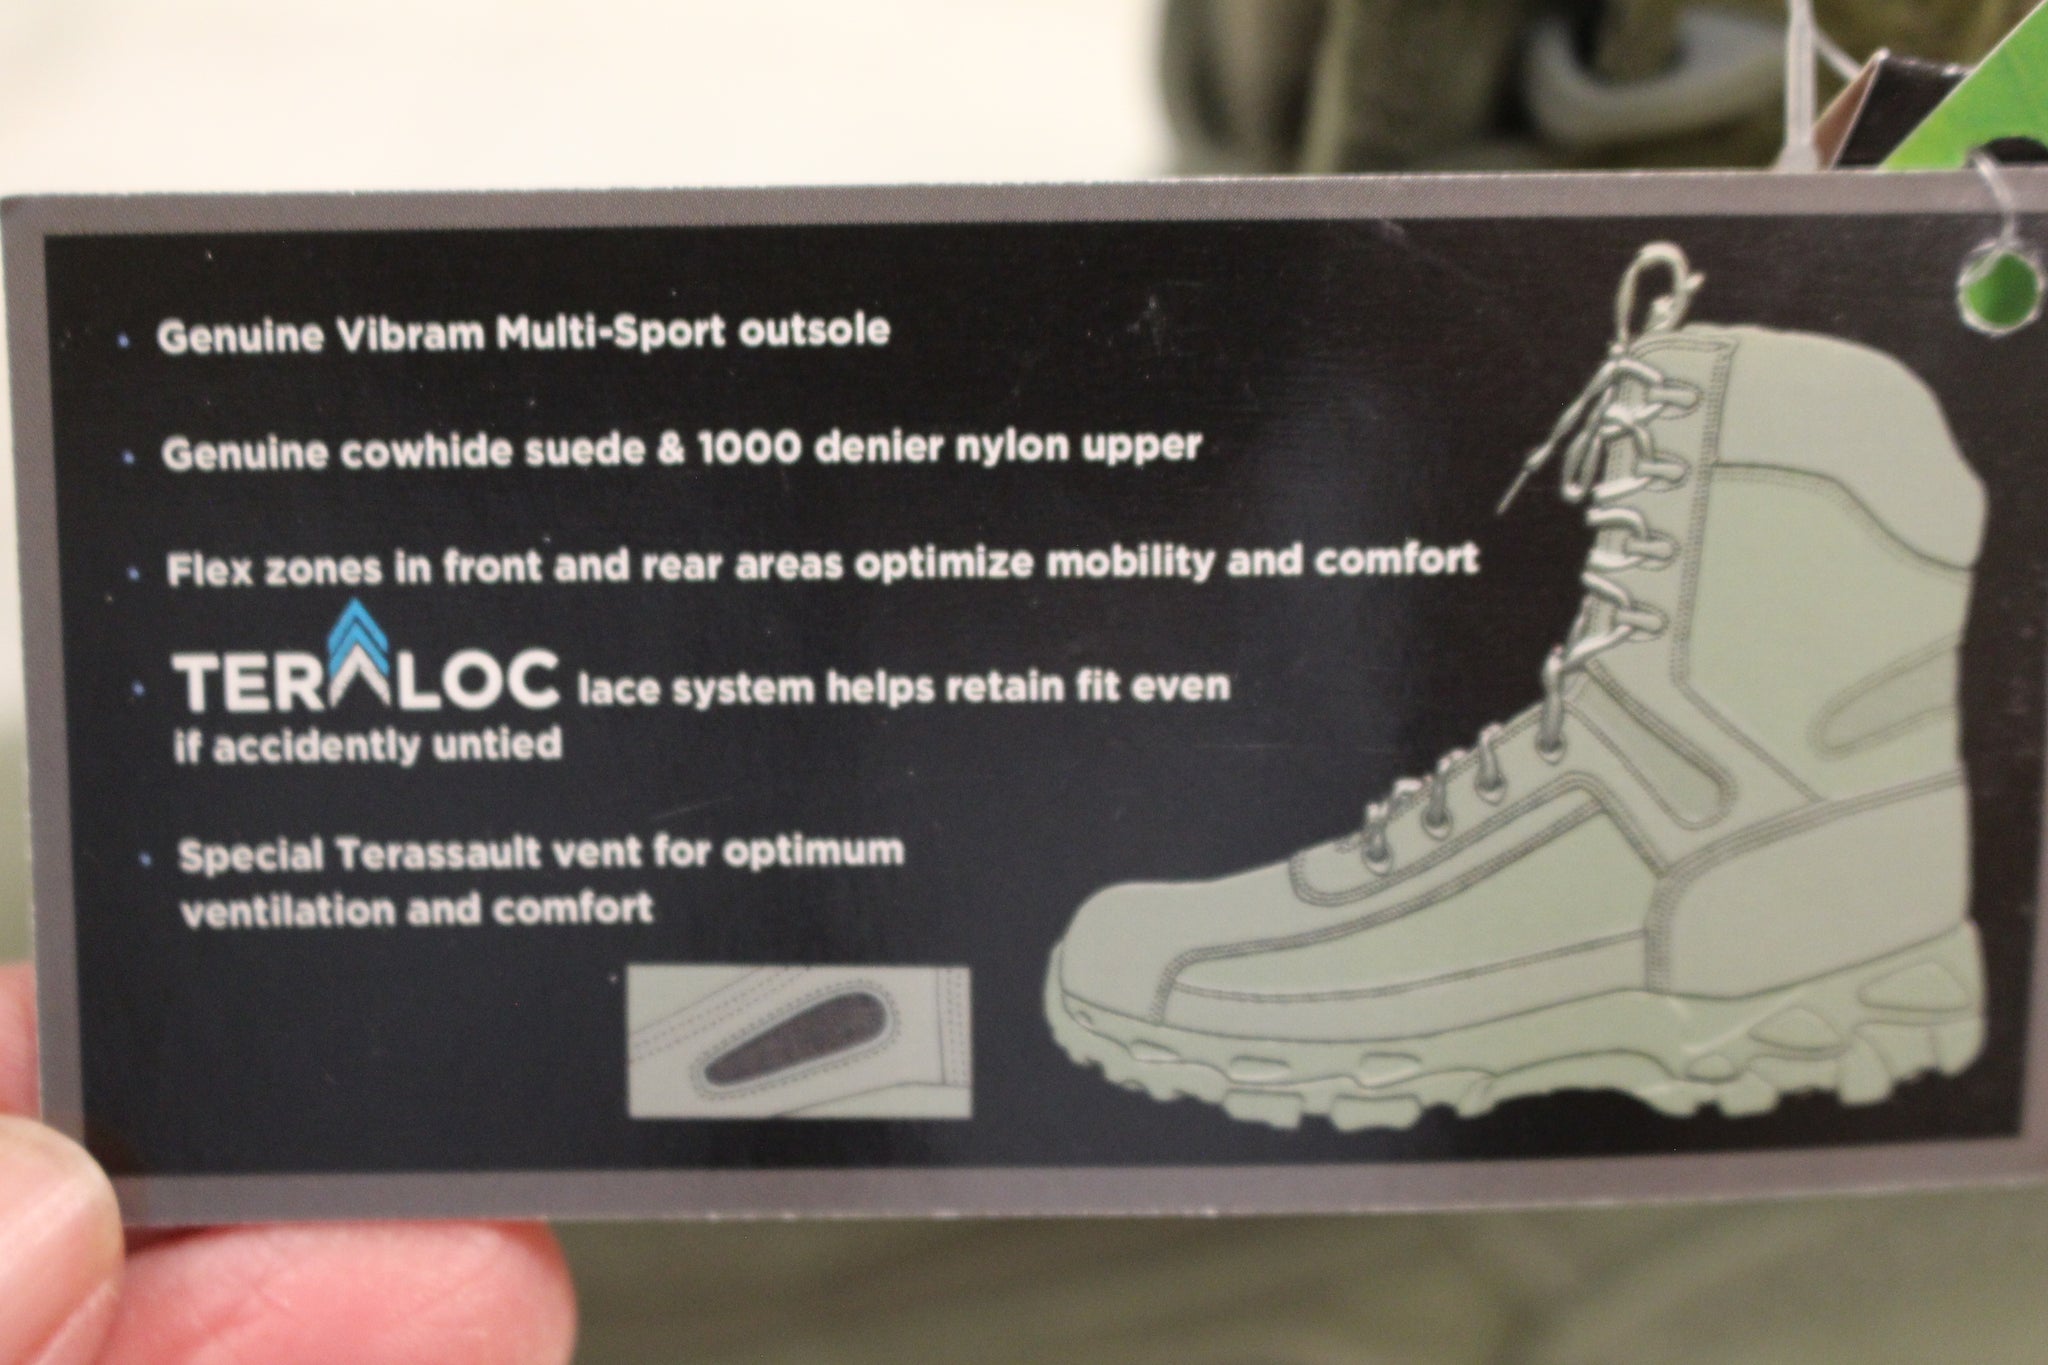 • Genuine Vibram Multi-Sport outsole
• Genuine cowhide suede & 1000 denier nylon upper
• Flex zones in front and rear areas optimize mobility and comfort
• TERALOC lace system helps retain fit even
if accidently untied
• Special Terassault vent for optimum
ventilation and comfort